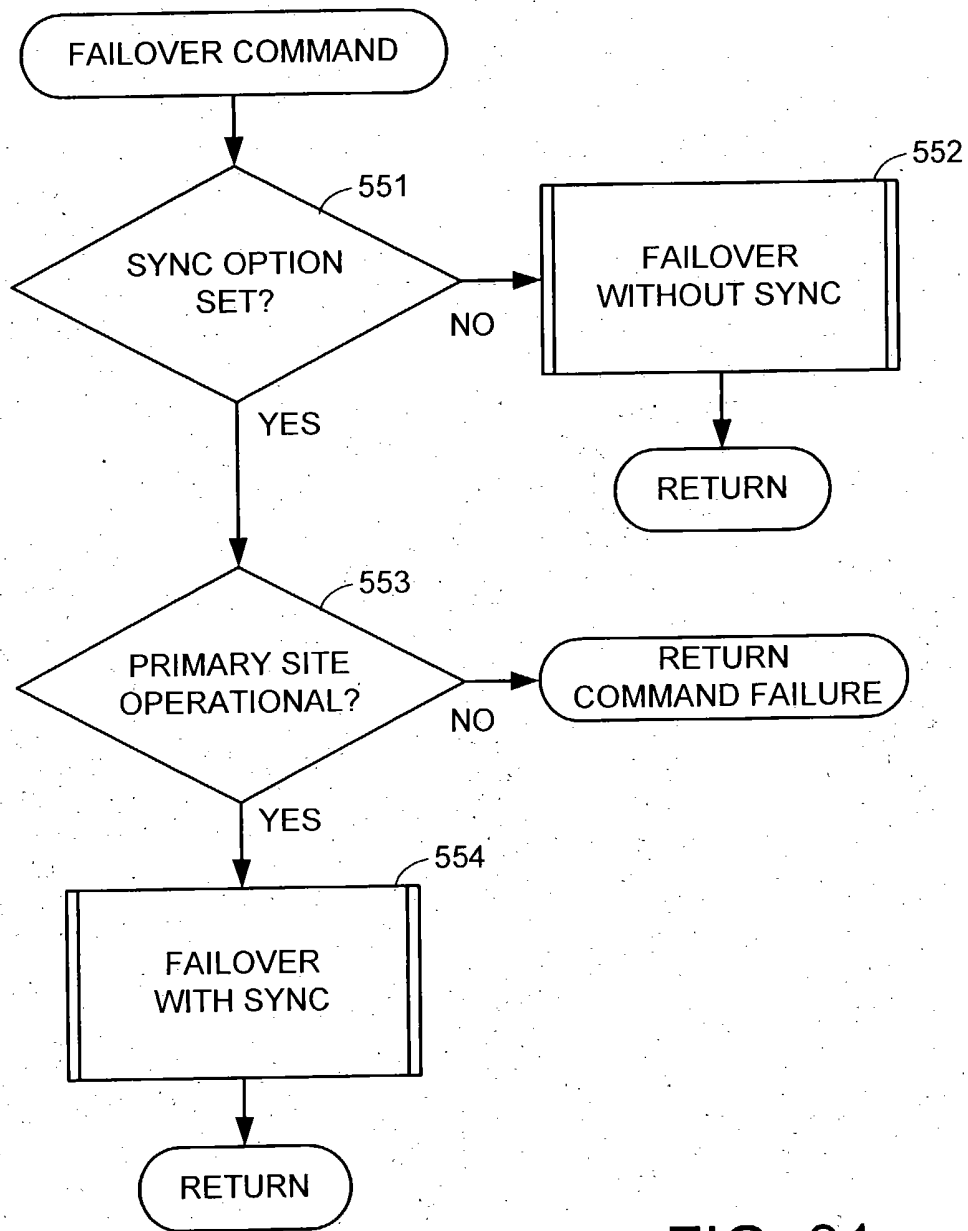 FAILOVER COMMAND
551
SYNC OPTION
SET?
NO
YES
552
FAILOVER
WITHOUT SYNC
RETURN
553
PRIMARY SITE
OPERATIONAL?
NO
YES
RETURN
COMMAND FAILURE
554
FAILOVER
WITH SYNC
RETURN